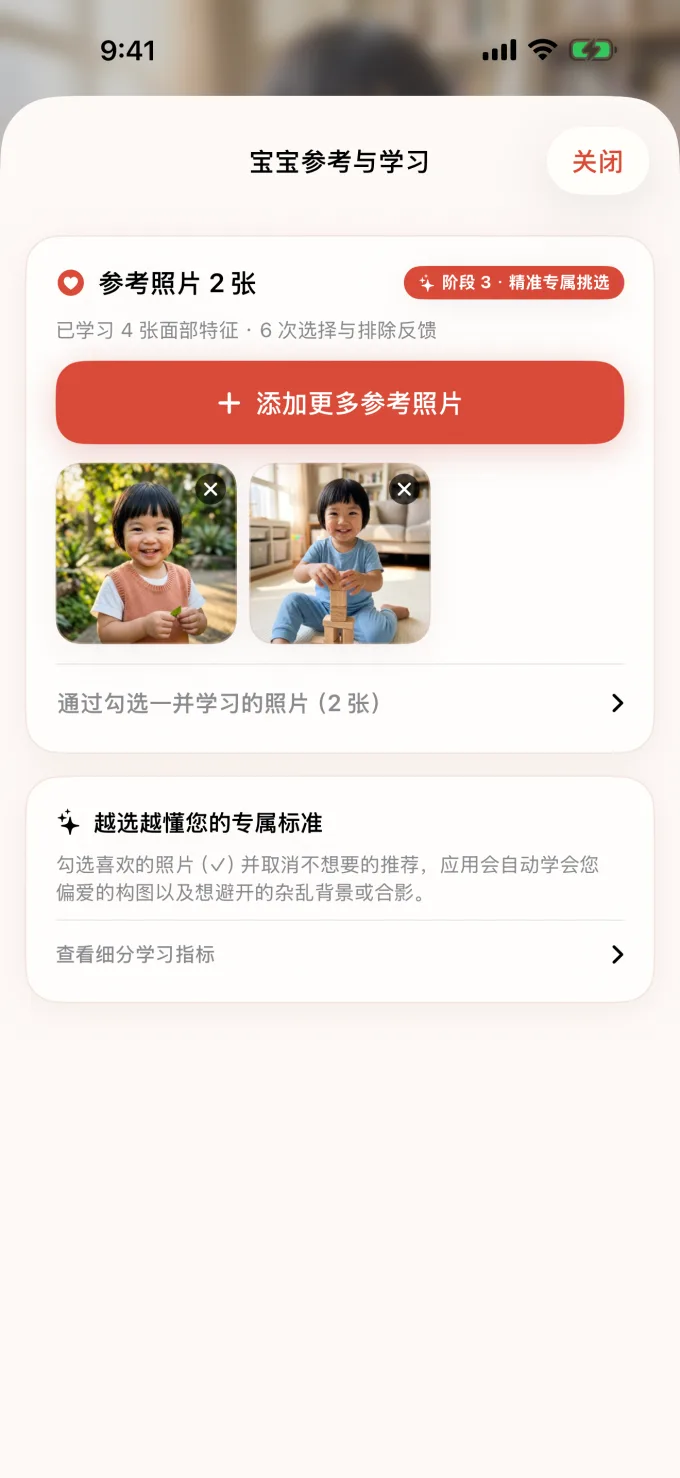 9:41
宝宝参考与学习
关闭
参考照片 2 张
阶段 3 · 精准专属挑选
已学习 4 张面部特征 · 6 次选择与排除反馈
添加更多参考照片
通过勾选一并学习的照片 (2 张)
越选越懂您的专属标准
勾选喜欢的照片 (✓) 并取消不想要的推荐，应用会自动学会您
偏爱的构图以及想避开的杂乱背景或合影。
查看细分学习指标